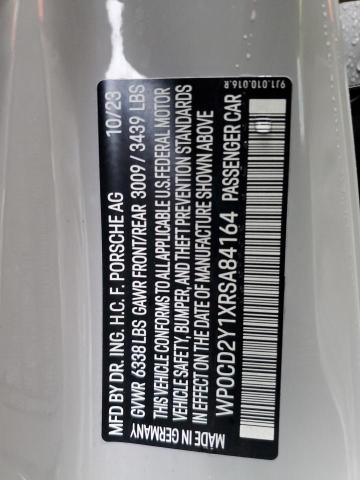 9J1.010.016.R
MFD BY DR. ING. H.C. F. PORSCHE AG 10/23
GVWR 6338 LBS GAWR FRONT/REAR 3009 / 3439 LBS
THIS VEHICLE CONFORMS TO ALL APPLICABLE U.S. FEDERAL MOTOR
VEHICLE SAFETY, BUMPER, AND THEFT PREVENTION STANDARDS
IN EFFECT ON THE DATE OF MANUFACTURE SHOWN ABOVE
WP0CD2Y1XRSA84164 PASSENGER CAR
MADE IN GERMANY